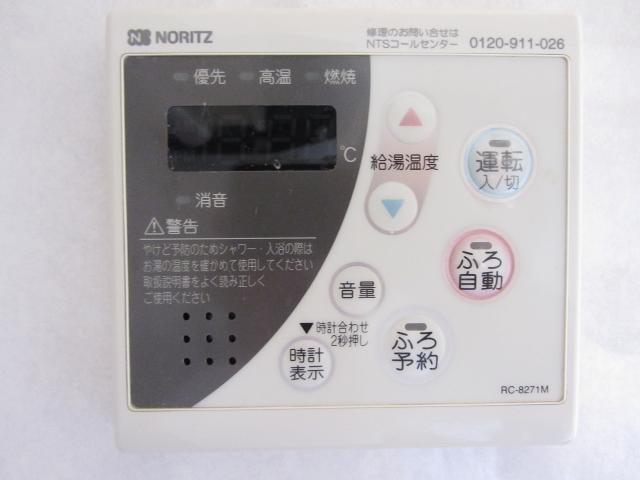 NORITZ
修理のお問い合せは
NTSコールセンター 0120-911-026
優先 高温 燃焼
℃
給湯温度
運転
入/切
消音
警告
やけど予防のためシャワー・入浴の際は
お湯の温度を確かめて使用してください
取扱説明書をよく読み正しく
ご使用ください
ふろ
自動
音量
▼時計合わせ
2秒押し
時計
表示
ふろ
予約
RC-8271M